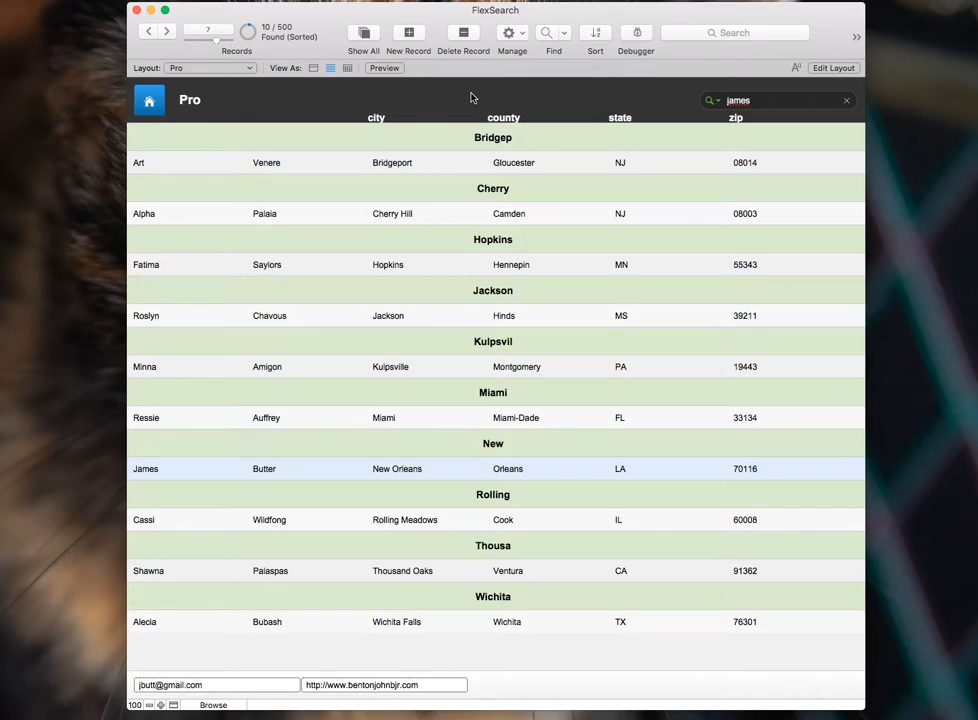 FlexSearch
7
10 / 500
Found (Sorted)
Records
Show All
New Record
Delete Record
Manage
Find
Sort
Debugger
Search
Layout:
Pro
View As:
Preview
Aª
Edit Layout
Pro
james
city county state zip
Bridgep
Art Venere Bridgeport Gloucester NJ 08014
Cherry
Alpha Palaia Cherry Hill Camden NJ 08003
Hopkins
Fatima Saylors Hopkins Hennepin MN 55343
Jackson
Roslyn Chavous Jackson Hinds MS 39211
Kulpsvil
Minna Amigon Kulpsville Montgomery PA 19443
Miami
Ressie Auffrey Miami Miami-Dade FL 33134
New
James Butter New Orleans Orleans LA 70116
Rolling
Cassi Wildfong Rolling Meadows Cook IL 60008
Thousa
Shawna Palaspas Thousand Oaks Ventura CA 91362
Wichita
Alecia Bubash Wichita Falls Wichita TX 76301
jbutt@gmail.com http://www.bentonjohnbjr.com
100 Browse